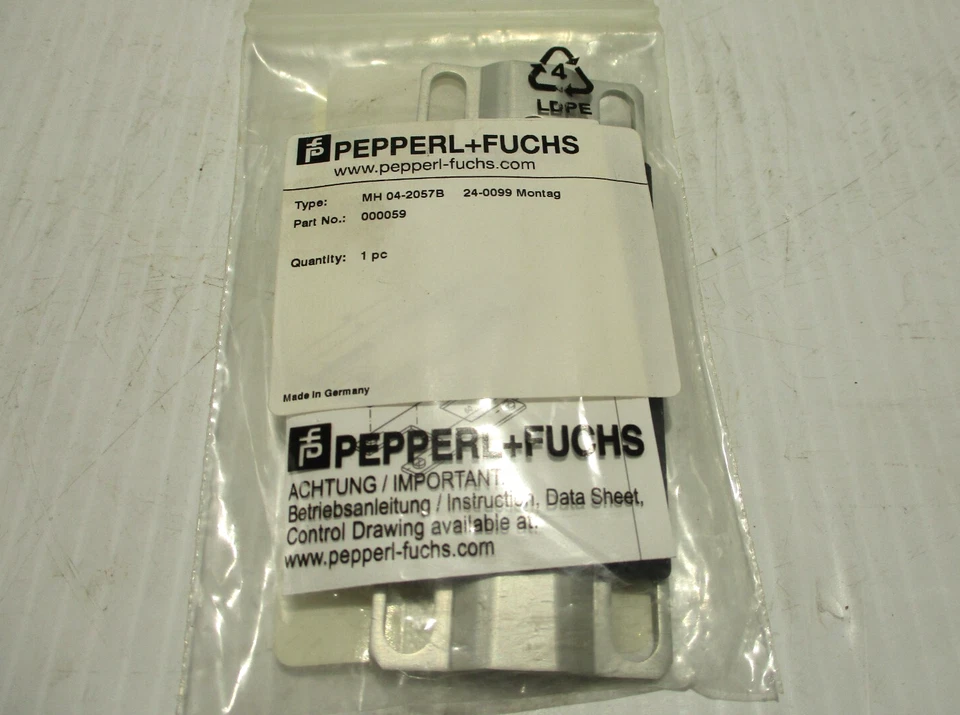 4
LDPE
PEPPERL+FUCHS
www.pepperl-fuchs.com
Type: MH 04-2057B 24-0099 Montag
Part No.: 000059
Quantity: 1 pc
Made in Germany
PEPPERL+FUCHS
ACHTUNG / IMPORTANT:
Betriebsanleitung / Instruction, Data Sheet,
Control Drawing available at:
www.pepperl-fuchs.com